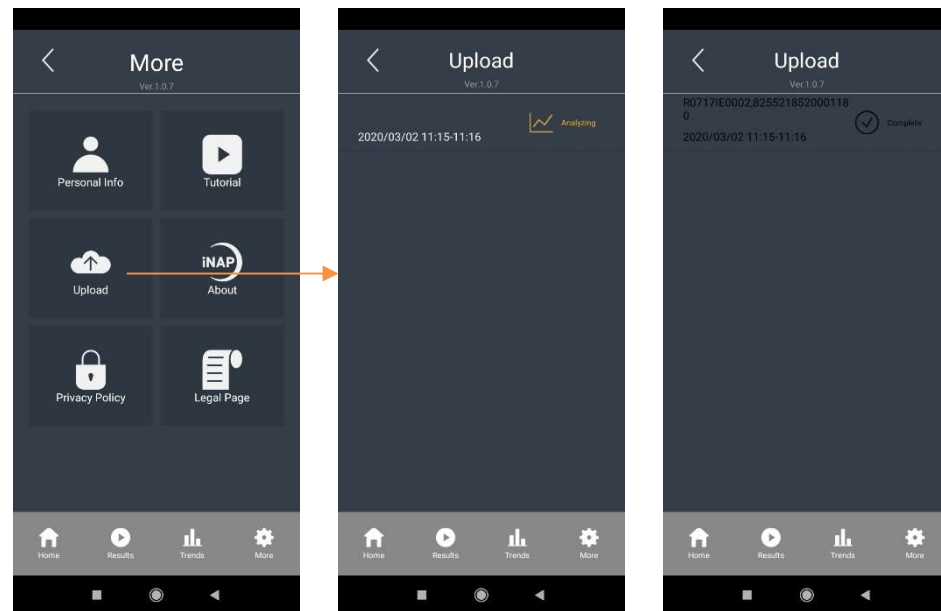 More
Ver.1.0.7
Personal Info
Tutorial
Upload
iNAP
About
Privacy Policy
Legal Page
Home
Results
Trends
More
Upload
Ver.1.0.7
Analyzing
2020/03/02 11:15-11:16
Home
Results
Trends
More
Upload
Ver.1.0.7
R0717IE0002,825521852000118
0
Complete
2020/03/02 11:15-11:16
Home
Results
Trends
More